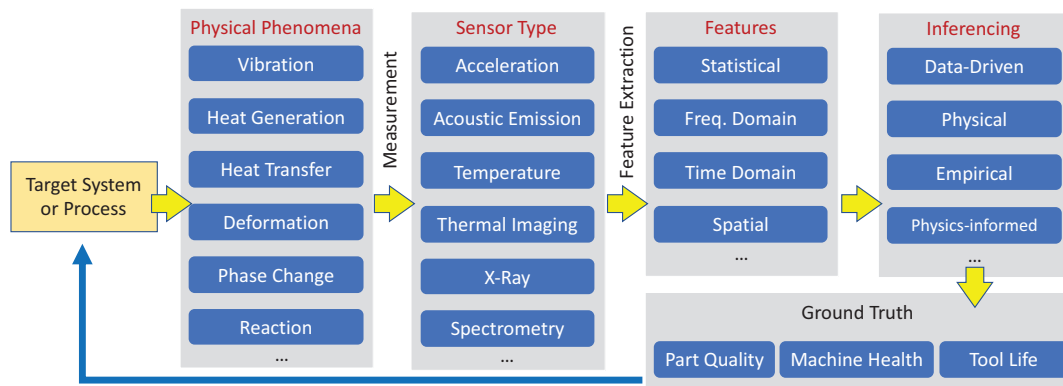 Target System
or Process
Physical Phenomena
Vibration
Heat Generation
Heat Transfer
Deformation
Phase Change
Reaction
...
Measurement
Sensor Type
Acceleration
Acoustic Emission
Temperature
Thermal Imaging
X-Ray
Spectrometry
...
Feature Extraction
Features
Statistical
Freq. Domain
Time Domain
Spatial
...
Inferencing
Data-Driven
Physical
Empirical
Physics-informed
...
Ground Truth
Part Quality
Machine Health
Tool Life